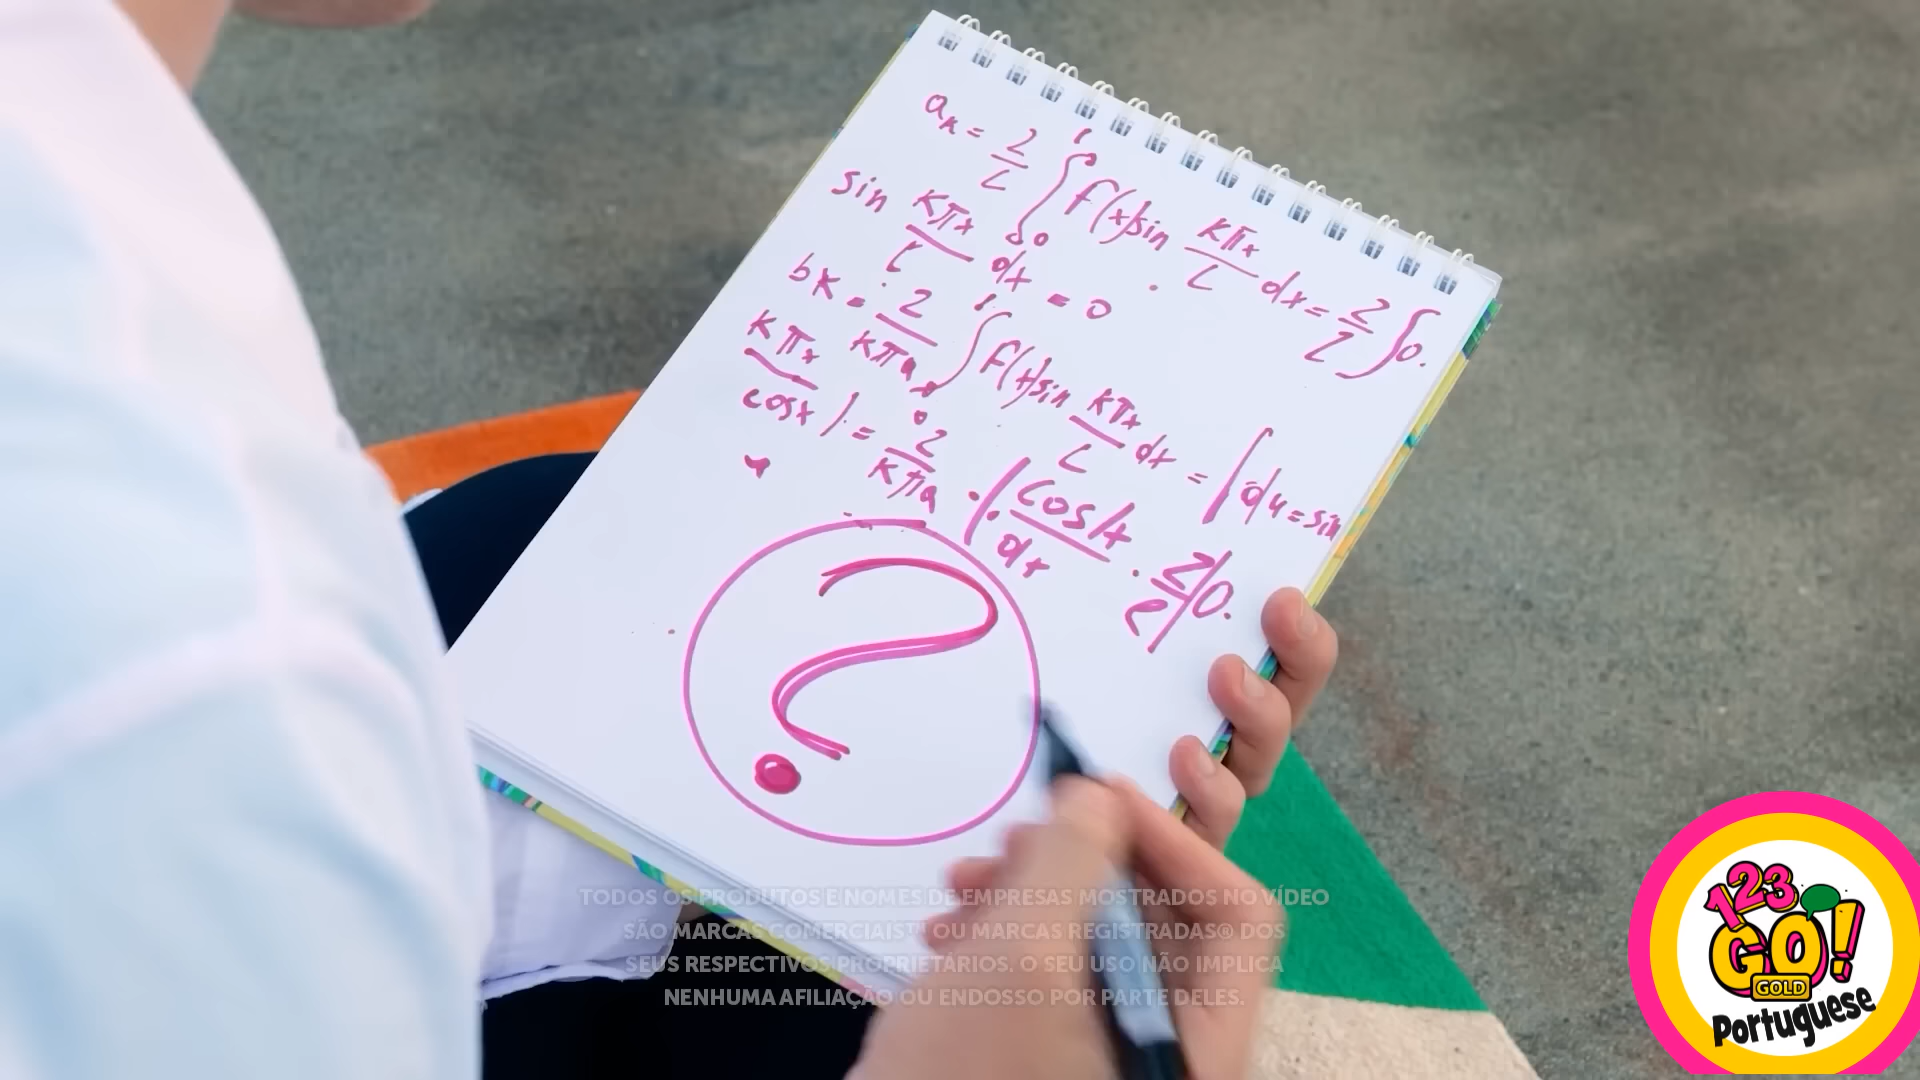 aₖ = 2/L ∫ f(x) sin kπx/L dx = 2/L ∫ 0.
sin kπx/L dx = 0
bk = 2/kπa ∫ f(x) sin kπx/L dx = ∫ du = sin
kπx
cosx | = 2/kπa · | cos x/dx · 2/e | 0.
?
TODOS OS PRODUTOS E NOMES DE EMPRESAS MOSTRADOS NO VÍDEO
SÃO MARCAS COMERCIAIS™ OU MARCAS REGISTRADAS® DOS
SEUS RESPECTIVOS PROPRIETÁRIOS. O SEU USO NÃO IMPLICA
NENHUMA AFILIAÇÃO OU ENDOSSO POR PARTE DELES.
123
GO!
GOLD
Portuguese